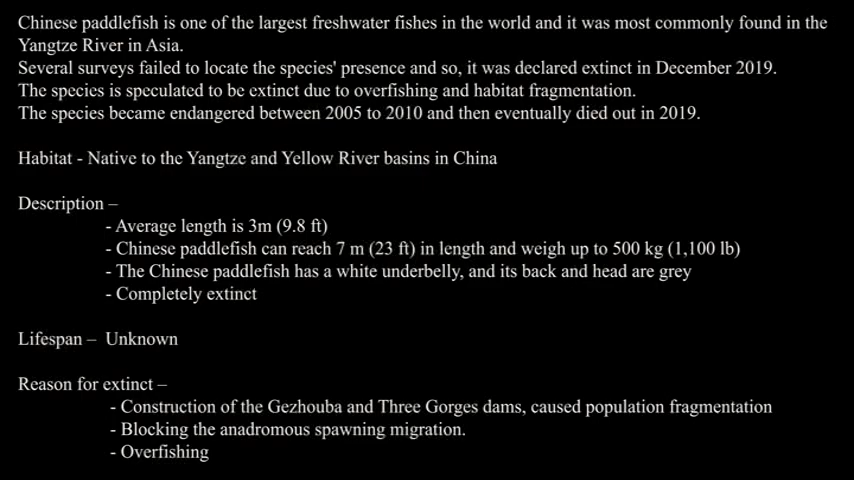 Chinese paddlefish is one of the largest freshwater fishes in the world and it was most commonly found in the
Yangtze River in Asia.
Several surveys failed to locate the species' presence and so, it was declared extinct in December 2019.
The species is speculated to be extinct due to overfishing and habitat fragmentation.
The species became endangered between 2005 to 2010 and then eventually died out in 2019.
Habitat - Native to the Yangtze and Yellow River basins in China
Description –
- Average length is 3m (9.8 ft)
- Chinese paddlefish can reach 7 m (23 ft) in length and weigh up to 500 kg (1,100 lb)
- The Chinese paddlefish has a white underbelly, and its back and head are grey
- Completely extinct
Lifespan – Unknown
Reason for extinct –
- Construction of the Gezhouba and Three Gorges dams, caused population fragmentation
- Blocking the anadromous spawning migration.
- Overfishing